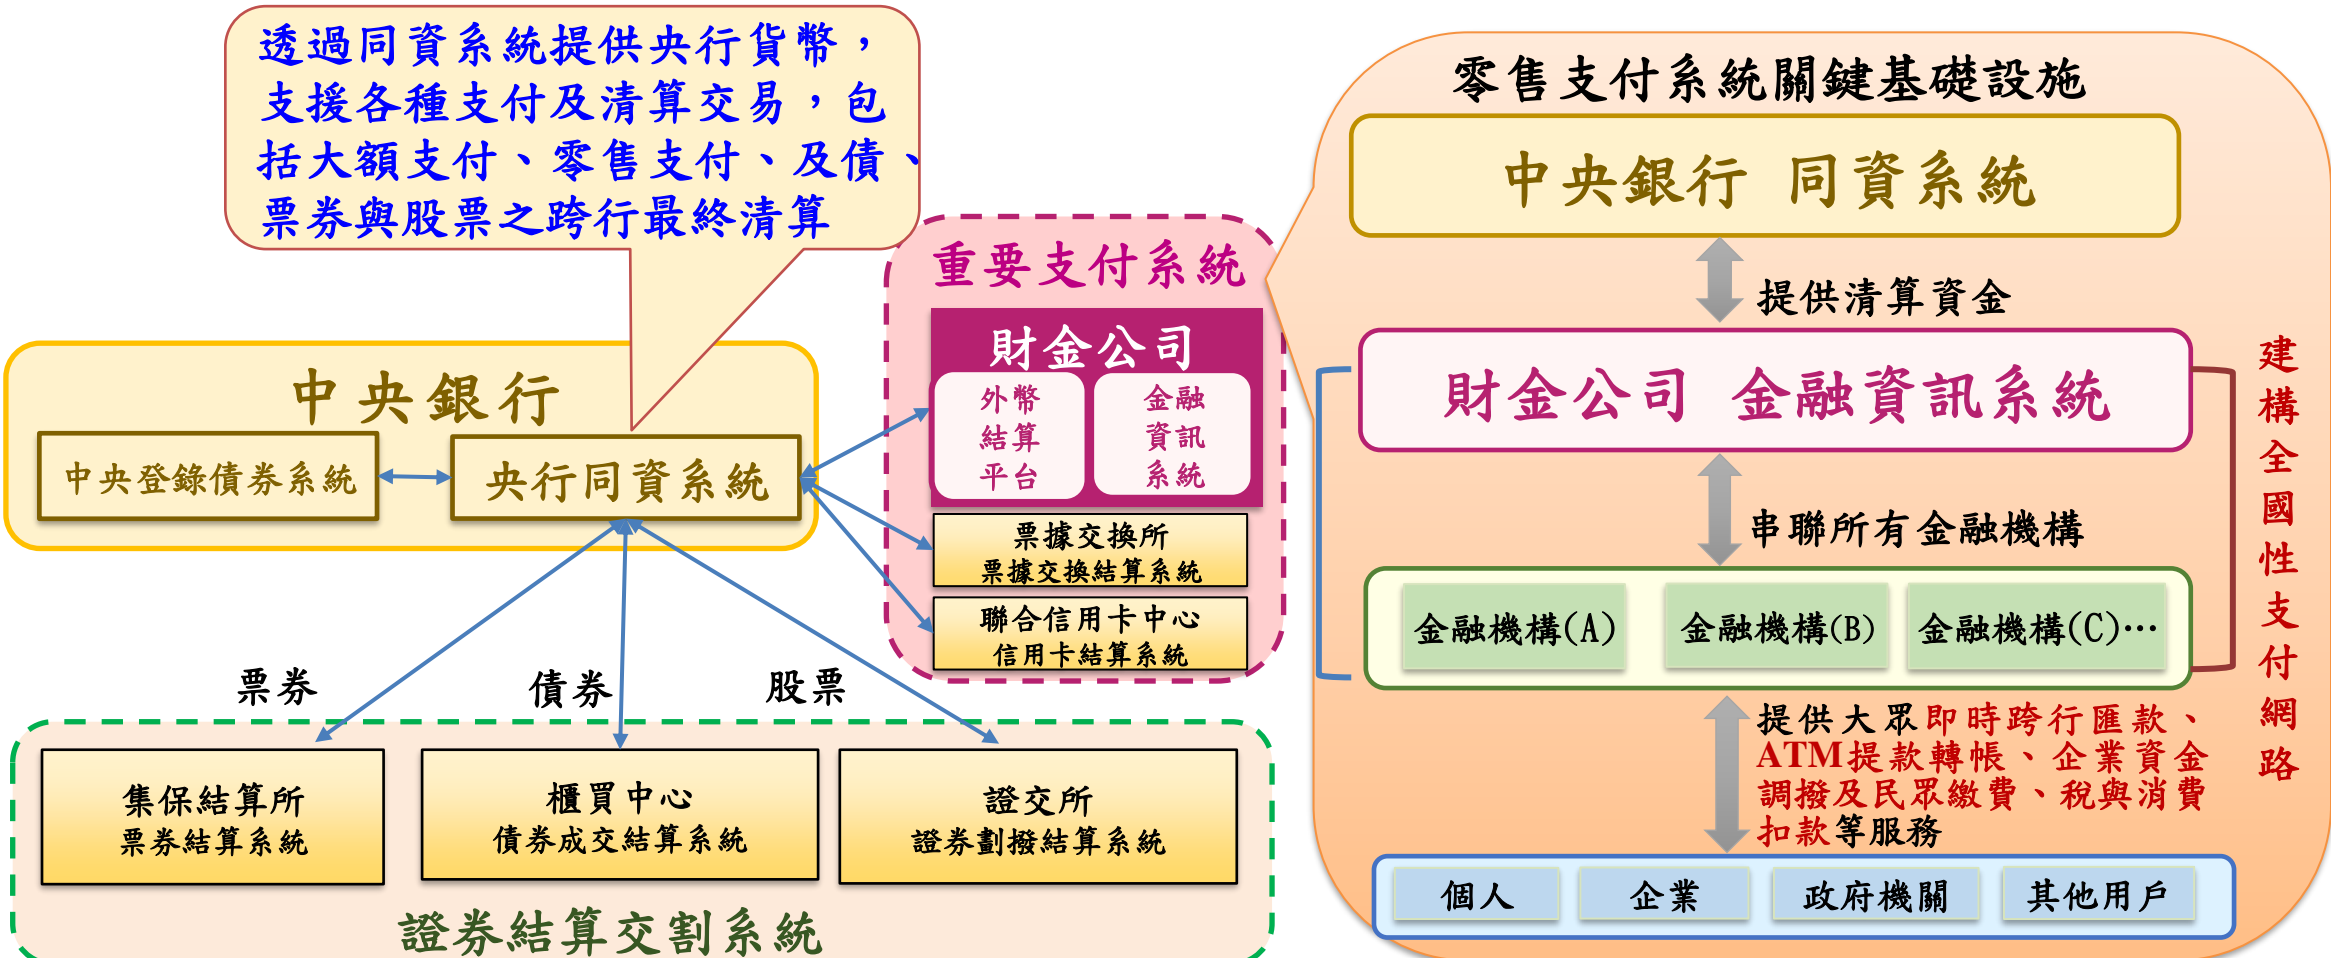 透過同資系統提供央行貨幣，
支援各種支付及清算交易，包
括大額支付、零售支付、及債、
票券與股票之跨行最終清算
中央銀行
中央登錄債券系統
央行同資系統
重要支付系統
財金公司
外幣
結算
平台
金融
資訊
系統
票據交換所
票據交換結算系統
聯合信用卡中心
信用卡結算系統
票券
債券
股票
集保結算所
票券結算系統
櫃買中心
債券成交結算系統
證交所
證券劃撥結算系統
證券結算交割系統
零售支付系統關鍵基礎設施
中央銀行 同資系統
提供清算資金
財金公司 金融資訊系統
串聯所有金融機構
金融機構(A)
金融機構(B)
金融機構(C)…
提供大眾即時跨行匯款、
ATM提款轉帳、企業資金
調撥及民眾繳費、稅與消費
扣款等服務
個人
企業
政府機關
其他用戶
建
構
全
國
性
支
付
網
路